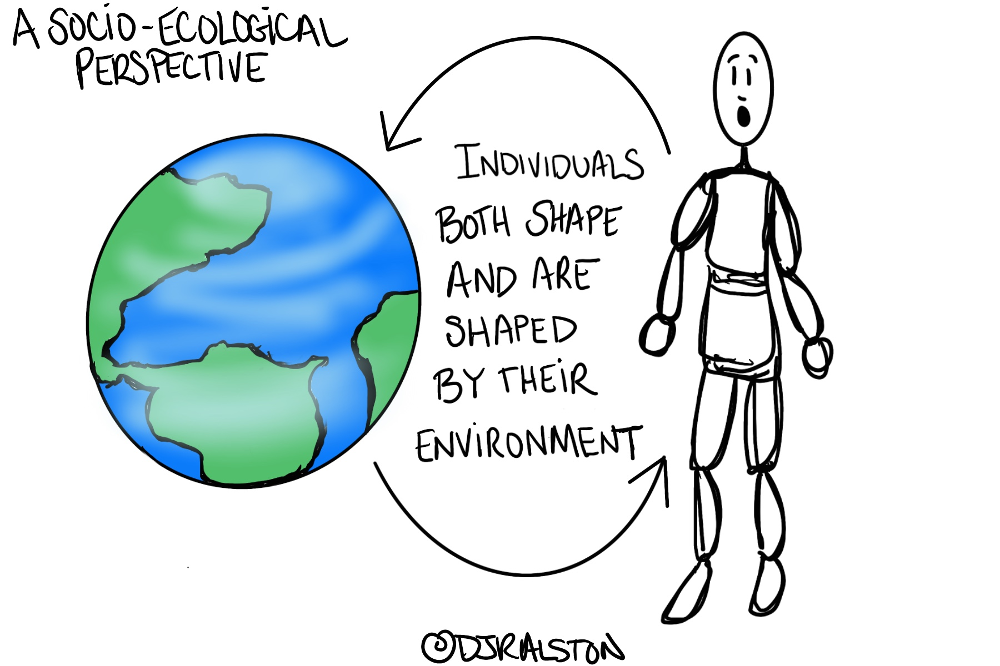 A SOCIO-ECOLOGICAL
PERSPECTIVE
INDIVIDUALS
BOTH SHAPE
AND ARE
SHAPED
BY THEIR
ENVIRONMENT
@DJRALSTON